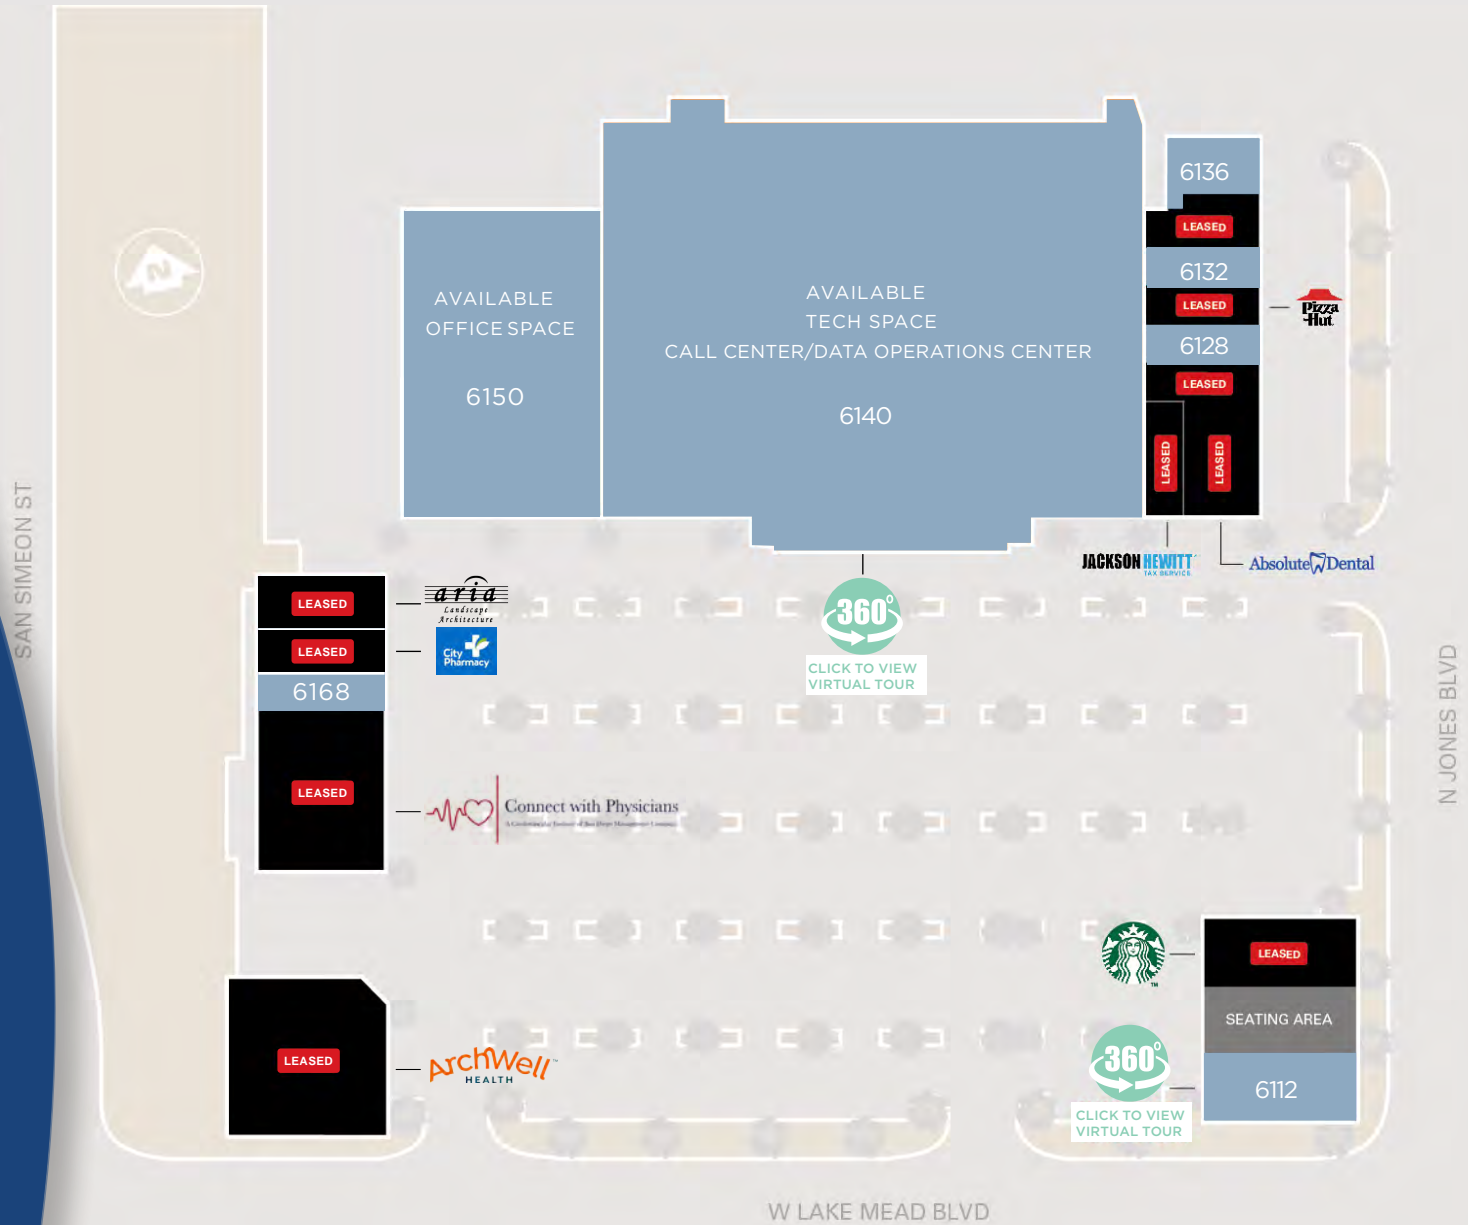 6136
LEASED
6132
LEASED
Pizza
Hut
6128
LEASED
LEASED
LEASED
AVAILABLE
OFFICE SPACE
6150
AVAILABLE
TECH SPACE
CALL CENTER/DATA OPERATIONS CENTER
6140
N
SAN SIMEON ST
JACKSON HEWITT
TAX SERVICE
Absolute Dental
LEASED
aria
Landscape
Architecture
LEASED
City
Pharmacy
6168
360°
CLICK TO VIEW
VIRTUAL TOUR
N JONES BLVD
LEASED
Connect with Physicians
LEASED
SEATING AREA
6112
TM
360°
CLICK TO VIEW
VIRTUAL TOUR
LEASED
ArchWell
HEALTH
W LAKE MEAD BLVD